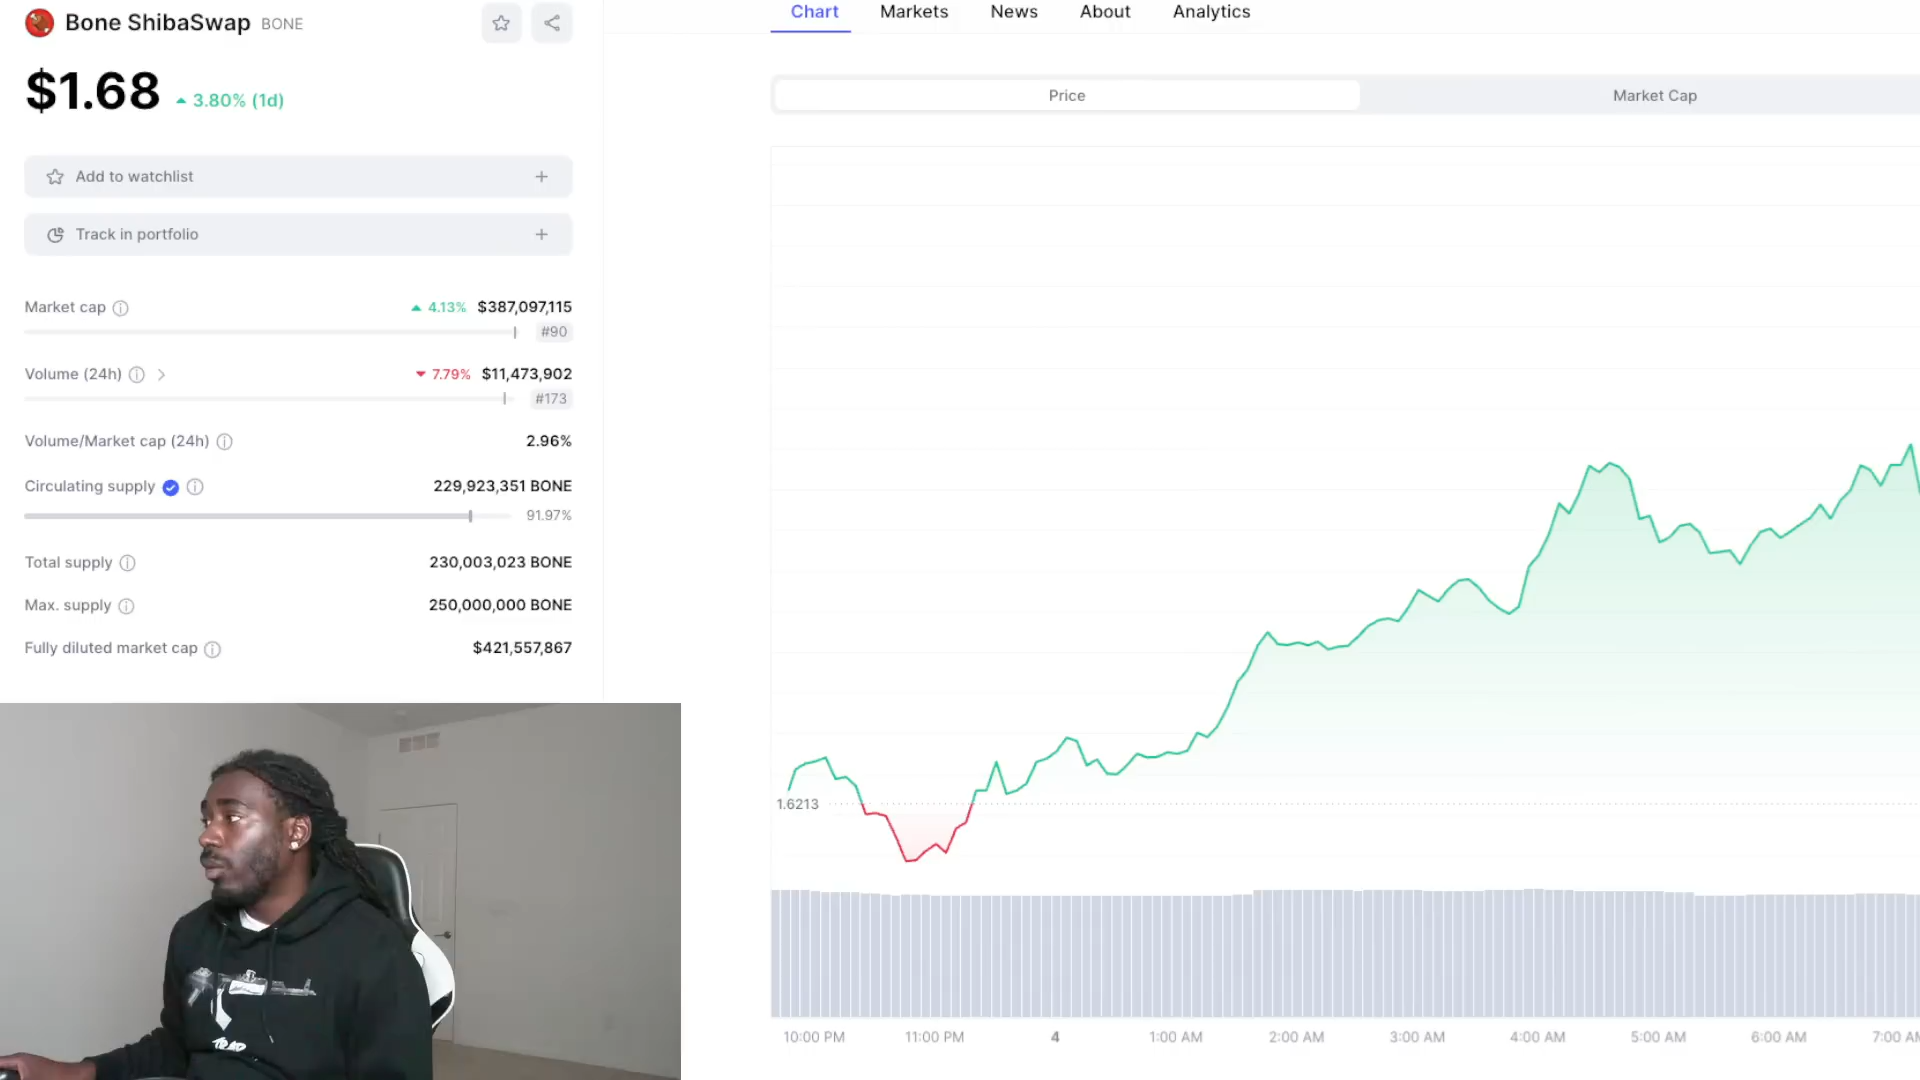 Bone ShibaSwap BONE
$1.68 3.80% (1d)
Add to watchlist
Track in portfolio
Market cap 4.13% $387,097,115
#90
Volume (24h) 7.79% $11,473,902
#173
Volume/Market cap (24h) 2.96%
Circulating supply 229,923,351 BONE
91.97%
Total supply 230,003,023 BONE
Max. supply 250,000,000 BONE
Fully diluted market cap $421,557,867
Chart Markets News About Analytics
Price Market Cap
1.6213
10:00 PM 11:00 PM 4 1:00 AM 2:00 AM 3:00 AM 4:00 AM 5:00 AM 6:00 AM 7:00 AM
TRAP